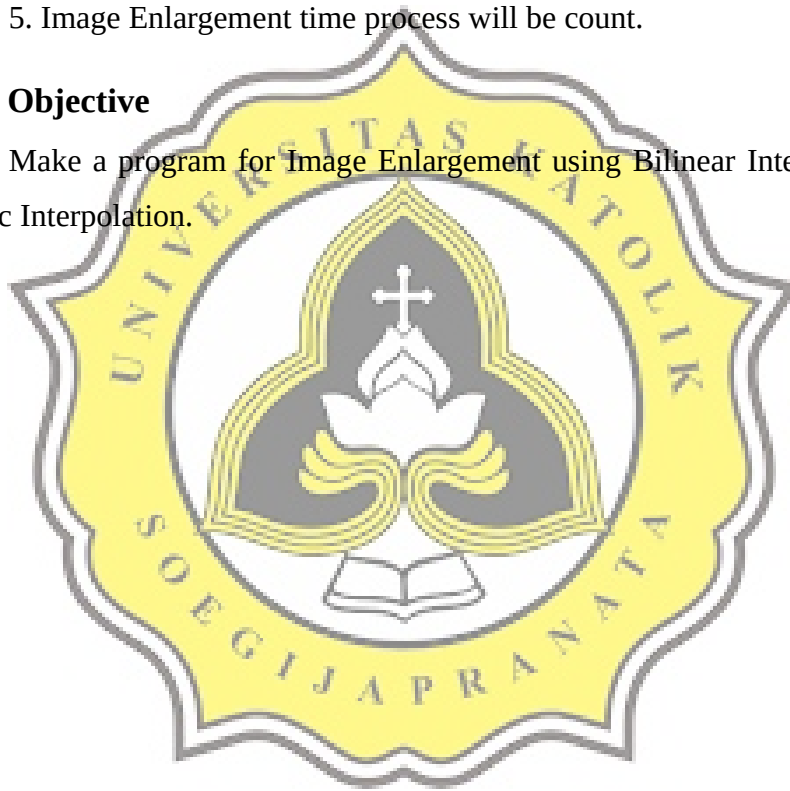 5. Image Enlargement time process will be count.
Objective
Make a program for Image Enlargement using Bilinear
c Interpolation.
UNIVERSITAS KATOLIK
SOEGIJAPRANATA